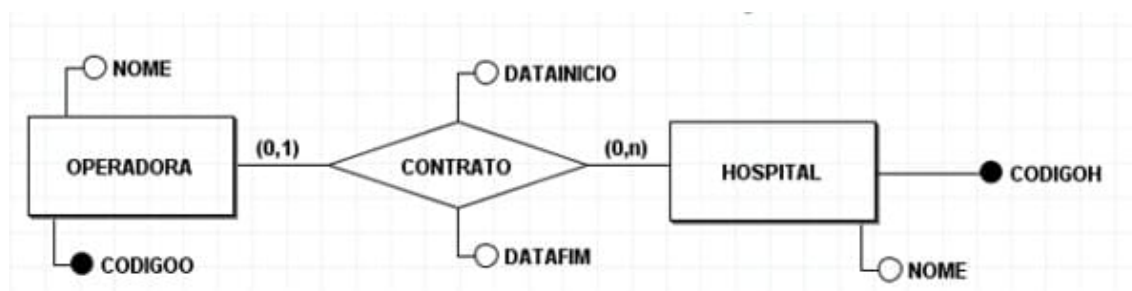 NOME
DATAINICIO
OPERADORA
(0,1)
CONTRATO
(0,n)
HOSPITAL
CODIGOH
CODIGOO
DATAFIM
NOME